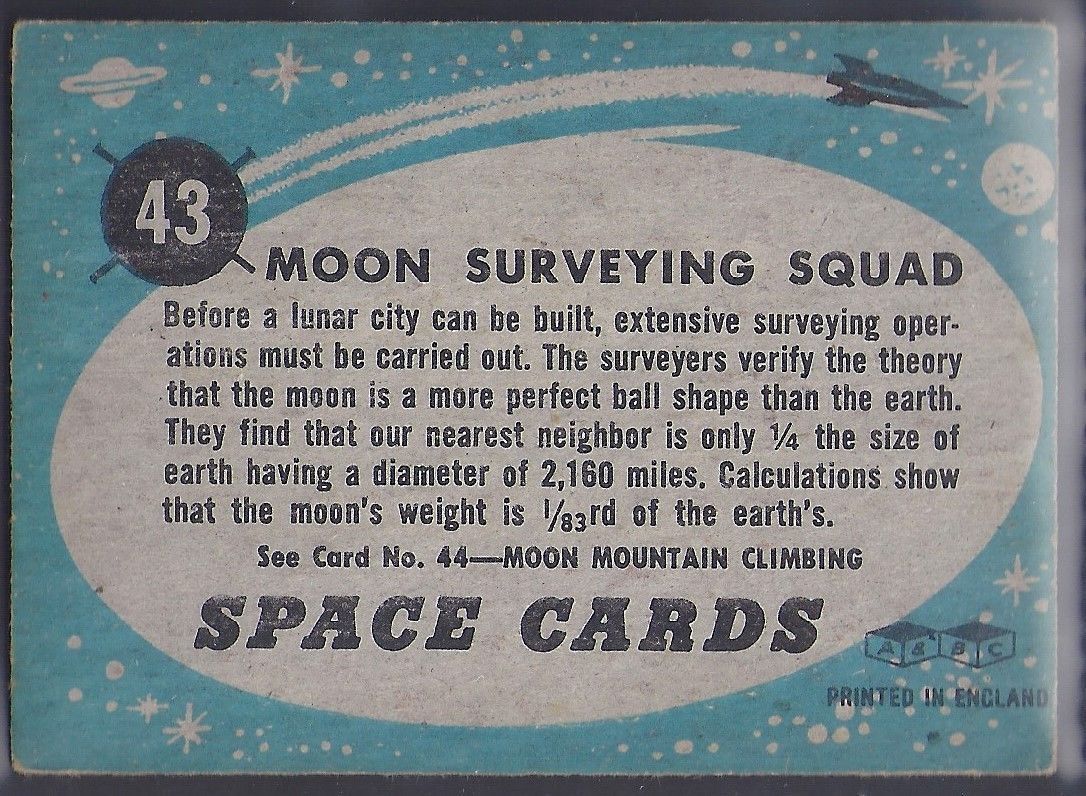 43
MOON SURVEYING SQUAD
Before a lunar city can be built, extensive surveying oper-
ations must be carried out. The surveyers verify the theory
that the moon is a more perfect ball shape than the earth.
They find that our nearest neighbor is only ¼ the size of
earth having a diameter of 2,160 miles. Calculations show
that the moon's weight is 1/83rd of the earth's.
See Card No. 44—MOON MOUNTAIN CLIMBING
SPACE CARDS
A & B C
PRINTED IN ENGLAND